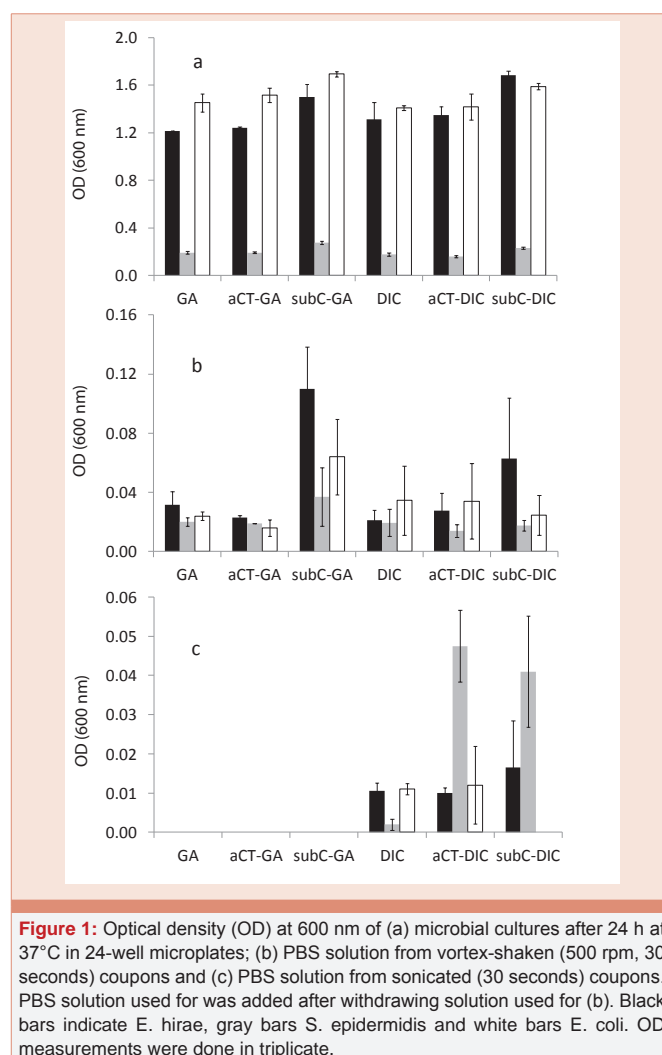 a
2.0
1.6
1.2
0.8
0.4
0.0
OD (600 nm)
GA aCT-GA subC-GA DIC aCT-DIC subC-DIC
b
0.16
0.12
0.08
0.04
0.00
OD (600 nm)
GA aCT-GA subC-GA DIC aCT-DIC subC-DIC
c
0.06
0.05
0.04
0.03
0.02
0.01
0.00
OD (600 nm)
GA aCT-GA subC-GA DIC aCT-DIC subC-DIC
Figure 1: Optical density (OD) at 600 nm of (a) microbial cultures after 24 h at
37°C in 24-well microplates; (b) PBS solution from vortex-shaken (500 rpm, 30
seconds) coupons and (c) PBS solution from sonicated (30 seconds) coupons.
PBS solution used for was added after withdrawing solution used for (b). Black
bars indicate E. hirae, gray bars S. epidermidis and white bars E. coli. OD
measurements were done in triplicate.